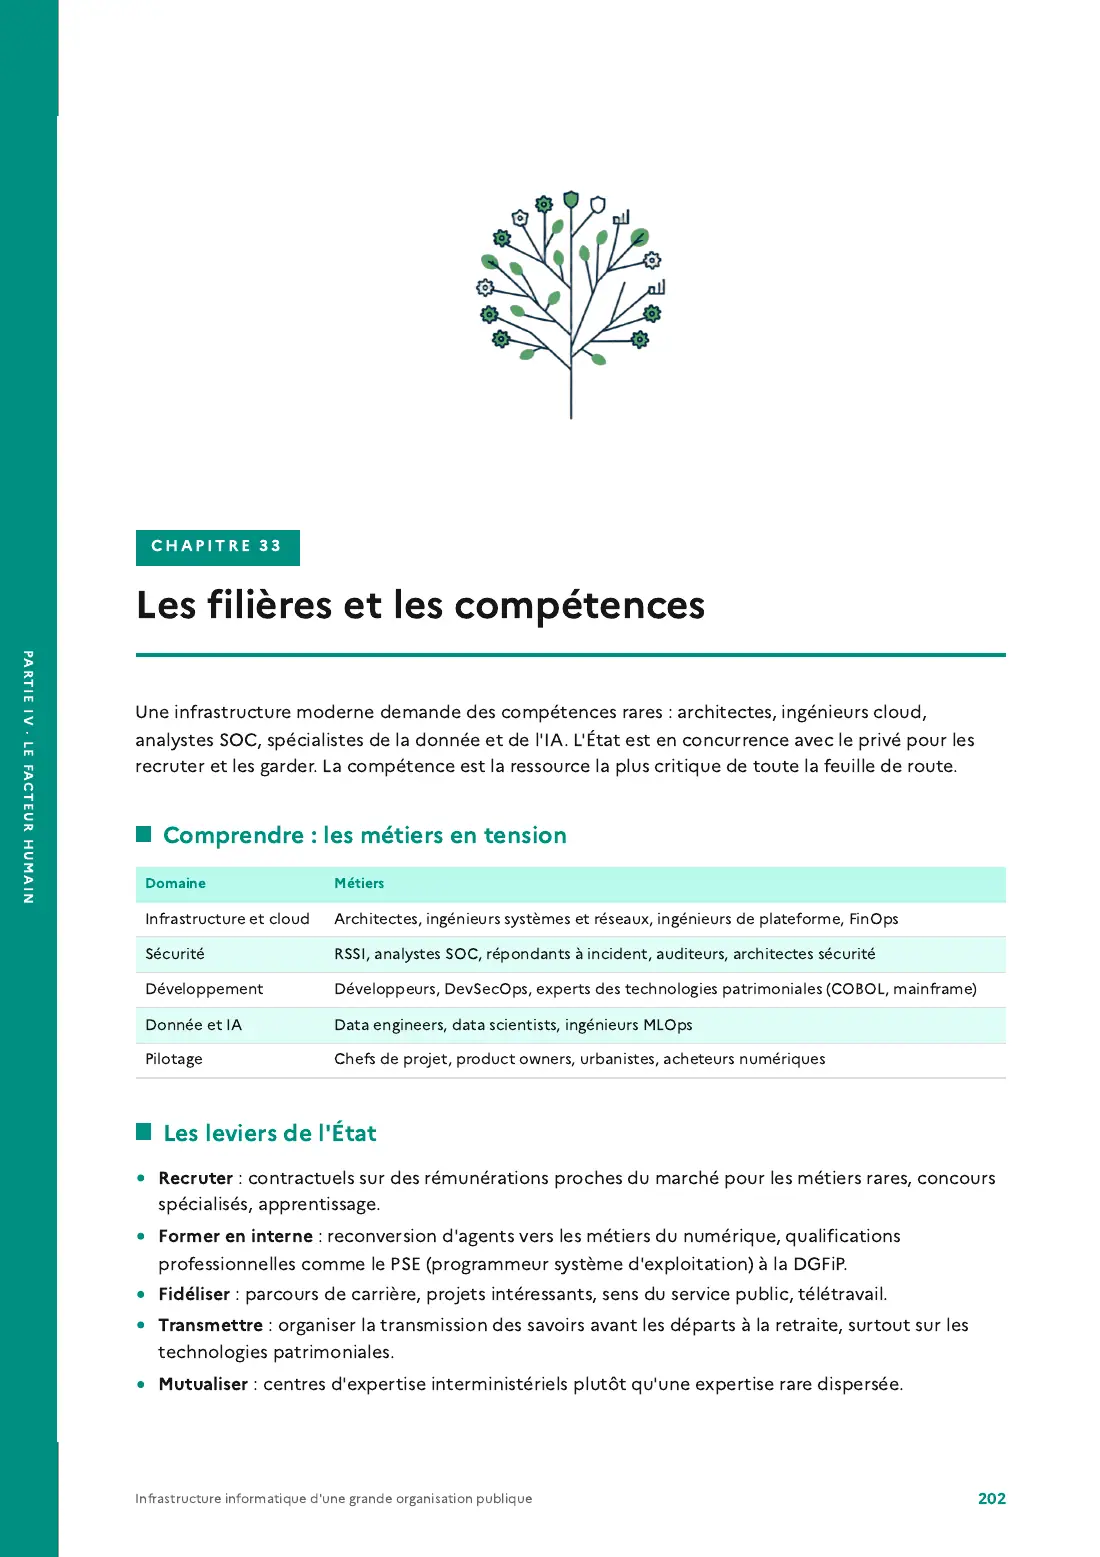 CHAPITRE 33
Les filières et les compétences
PARTIE IV · LE FACTEUR HUMAIN
Une infrastructure moderne demande des compétences rares : architectes, ingénieurs cloud,
analystes SOC, spécialistes de la donnée et de l'IA. L'État est en concurrence avec le privé pour les
recruter et les garder. La compétence est la ressource la plus critique de toute la feuille de route.
Comprendre : les métiers en tension
Domaine Métiers
Infrastructure et cloud Architectes, ingénieurs systèmes et réseaux, ingénieurs de plateforme, FinOps
Sécurité RSSI, analystes SOC, répondants à incident, auditeurs, architectes sécurité
Développement Développeurs, DevSecOps, experts des technologies patrimoniales (COBOL, mainframe)
Donnée et IA Data engineers, data scientists, ingénieurs MLOps
Pilotage Chefs de projet, product owners, urbanistes, acheteurs numériques
Les leviers de l'État
• Recruter : contractuels sur des rémunérations proches du marché pour les métiers rares, concours
spécialisés, apprentissage.
• Former en interne : reconversion d'agents vers les métiers du numérique, qualifications
professionnelles comme le PSE (programmeur système d'exploitation) à la DGFiP.
• Fidéliser : parcours de carrière, projets intéressants, sens du service public, télétravail.
• Transmettre : organiser la transmission des savoirs avant les départs à la retraite, surtout sur les
technologies patrimoniales.
• Mutualiser : centres d'expertise interministériels plutôt qu'une expertise rare dispersée.
Infrastructure informatique d'une grande organisation publique 202